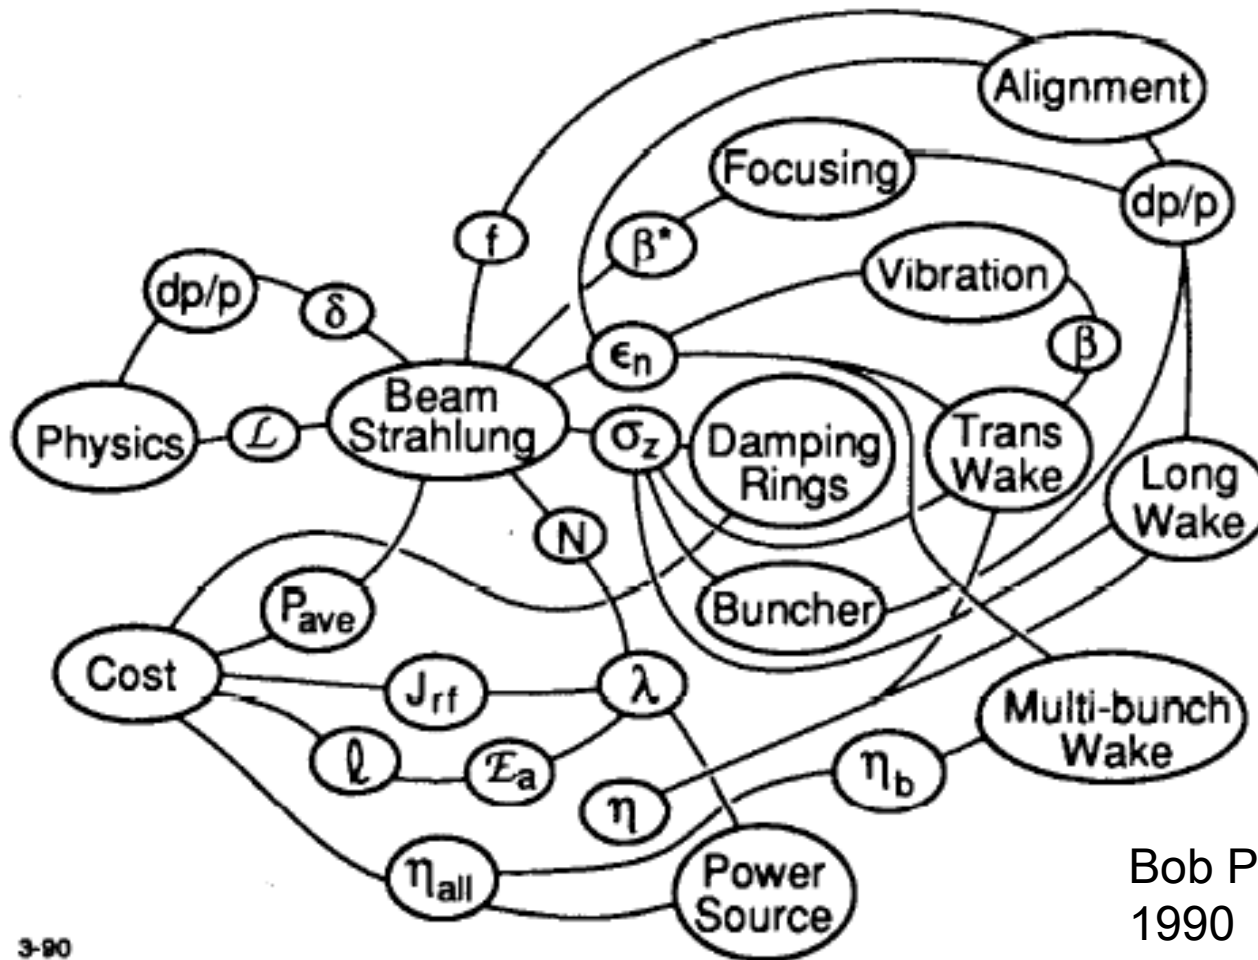 Alignment
Focusing
dp/p
f
β*
Vibration
dp/p
δ
β
ϵn
Beam
Strahlung
Physics
ℒ
σz
Damping
Rings
Trans
Wake
Long
Wake
N
Pave
Buncher
Cost
Jrf
λ
Multi-bunch
Wake
ℓ
ℰa
η
ηb
ηall
Power
Source
Bob P
1990
3-90